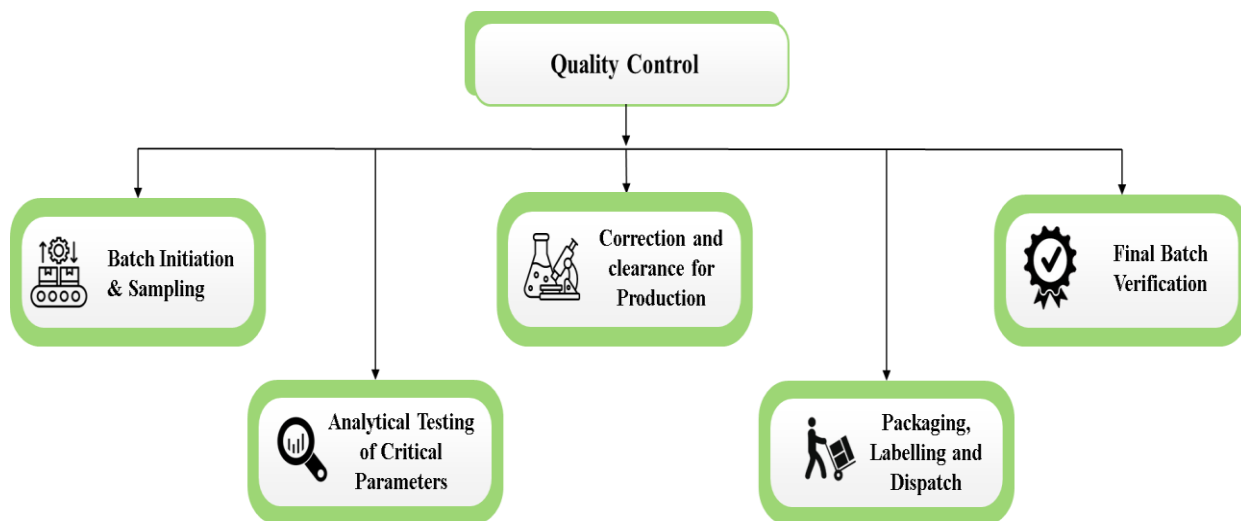 Quality Control
Batch Initiation
& Sampling
Analytical Testing
of Critical
Parameters
Correction and
clearance for
Production
Packaging,
Labelling and
Dispatch
Final Batch
Verification